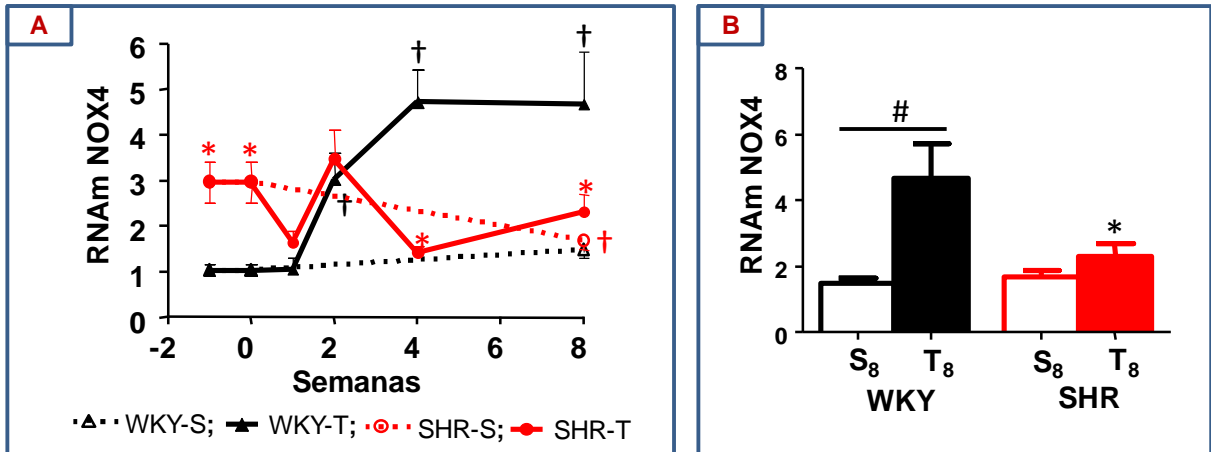 A
RNAm NOX4
6
5
4
3
2
1
0
-2 0 2 4 6 8
Semanas
* * † † † * * †
WKY-S; WKY-T; SHR-S; SHR-T
B
RNAm NOX4
8
6
4
2
0
#
*
S8 T8 S8 T8
WKY SHR